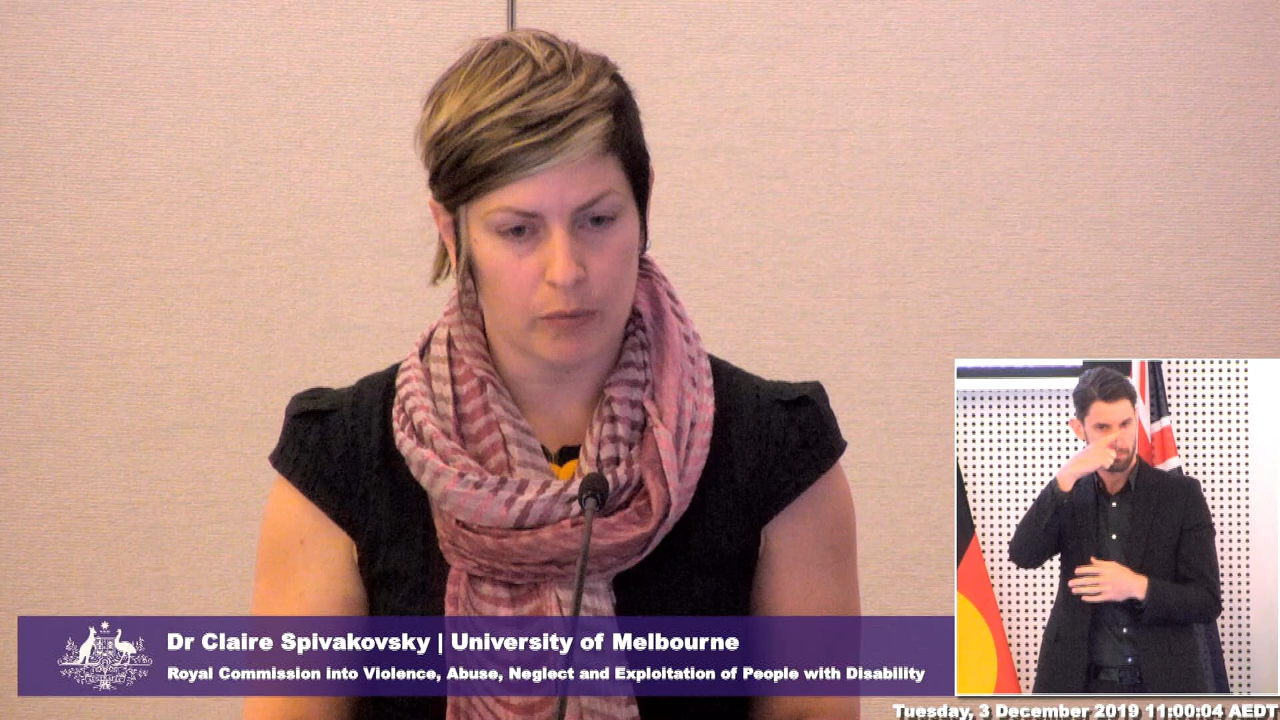 Dr Claire Spivakovsky | University of Melbourne
Royal Commission into Violence, Abuse, Neglect and Exploitation of People with Disability
Tuesday, 3 December 2019 11:00:04 AEDT